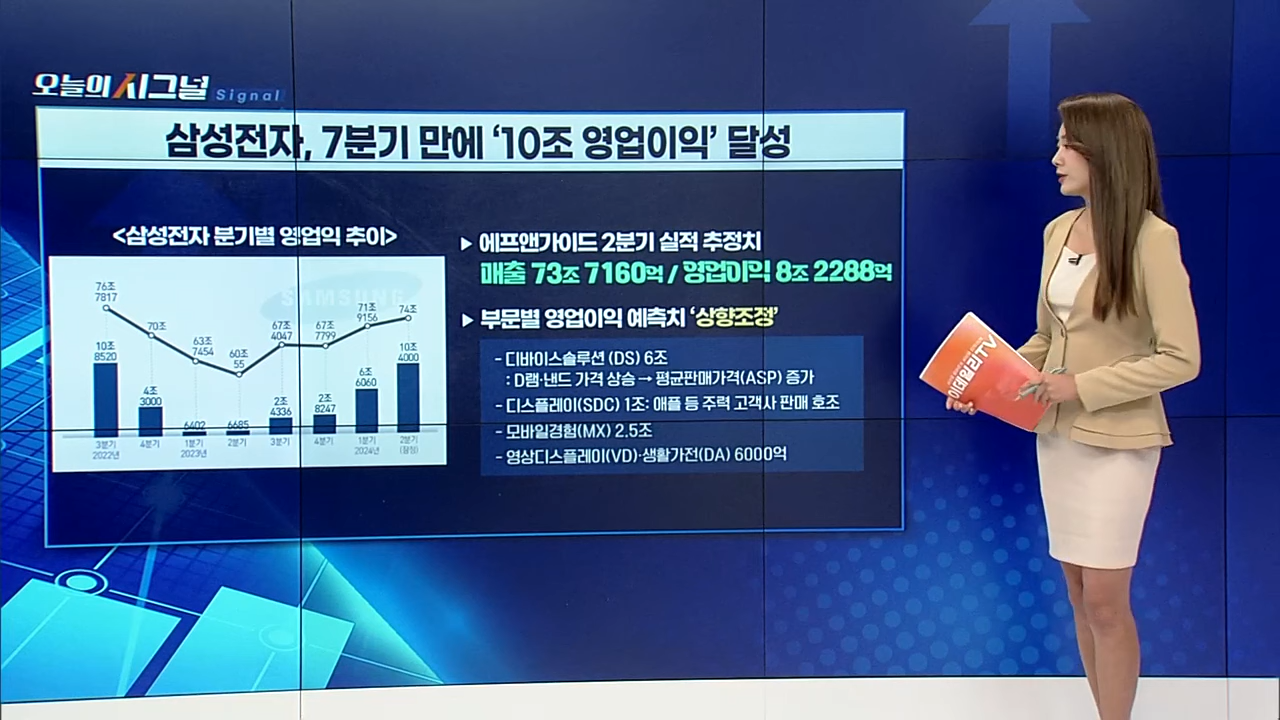 오늘의 시그널 Signal
삼성전자, 7분기 만에 ‘10조 영업이익’ 달성
<삼성전자 분기별 영업익 추이>
SAMSUNG
76조
7817
70조
63조
7454
60조
55
67조
4047
67조
7799
71조
9156
74조
10조
8520
4조
3000
6402
6685
2조
4336
2조
8247
6조
6060
10조
4000
3분기
2022년
4분기
1분기
2023년
2분기
3분기
4분기
1분기
2024년
2분기
(잠정)
▶ 에프앤가이드 2분기 실적 추정치
매출 73조 7160억 / 영업이익 8조 2288억
▶ 부문별 영업이익 예측치 ‘상향조정’
- 디바이스솔루션 (DS) 6조
: D램·낸드 가격 상승 → 평균판매가격(ASP) 증가
- 디스플레이(SDC) 1조: 애플 등 주력 고객사 판매 호조
- 모바일경험(MX) 2.5조
- 영상디스플레이(VD)·생활가전(DA) 6000억
이데일리TV